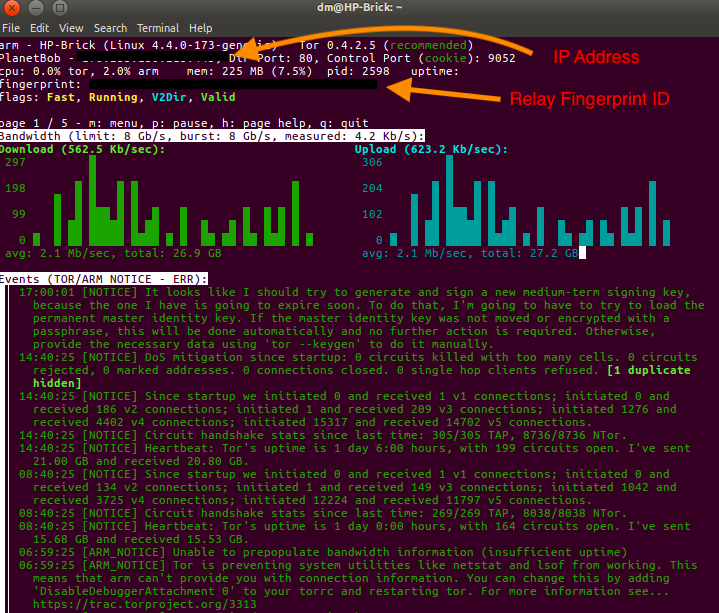 dm@HP-Brick: ~
File Edit View Search Terminal Help
arm - HP-Brick (Linux 4.4.0-173-generic) Tor 0.4.2.5 (recommended)
PlanetBob - Dir Port: 80, Control Port (cookie): 9052
IP Address
cpu: 0.0% tor, 2.0% arm mem: 225 MB (7.5%) pid: 2598 uptime:
fingerprint:
flags: Fast, Running, V2Dir, Valid
Relay Fingerprint ID
page 1 / 5 - m: menu, p: pause, h: page help, q: quit
Bandwidth (limit: 8 Gb/s, burst: 8 Gb/s, measured: 4.2 Kb/s):
Download (562.5 Kb/sec): Upload (623.2 Kb/sec):
297 306
198 204
99 102
0 0
avg: 2.1 Mb/sec, total: 26.9 GB avg: 2.1 Mb/sec, total: 27.2 GB
Events (TOR/ARM NOTICE - ERR):
17:00:01 [NOTICE] It looks like I should try to generate and sign a new medium-term signing key,
because the one I have is going to expire soon. To do that, I'm going to have to try to load the
permanent master identity key. If the master identity key was not moved or encrypted with a
passphrase, this will be done automatically and no further action is required. Otherwise,
provide the necessary data using 'tor --keygen' to do it manually.
14:40:25 [NOTICE] DoS mitigation since startup: 0 circuits killed with too many cells. 0 circuits
rejected, 0 marked addresses. 0 connections closed. 0 single hop clients refused. [1 duplicate
hidden]
14:40:25 [NOTICE] Since startup we initiated 0 and received 1 v1 connections; initiated 0 and
received 186 v2 connections; initiated 1 and received 209 v3 connections; initiated 1276 and
received 4402 v4 connections; initiated 15317 and received 14702 v5 connections.
14:40:25 [NOTICE] Circuit handshake stats since last time: 305/305 TAP, 8736/8736 NTor.
14:40:25 [NOTICE] Heartbeat: Tor's uptime is 1 day 6:00 hours, with 199 circuits open. I've sent
21.00 GB and received 20.80 GB.
08:40:25 [NOTICE] Since startup we initiated 0 and received 1 v1 connections; initiated 0 and
received 134 v2 connections; initiated 1 and received 149 v3 connections; initiated 1042 and
received 3725 v4 connections; initiated 12224 and received 11797 v5 connections.
08:40:25 [NOTICE] Circuit handshake stats since last time: 269/269 TAP, 8038/8038 NTor.
08:40:25 [NOTICE] Heartbeat: Tor's uptime is 1 day 0:00 hours, with 164 circuits open. I've sent
15.68 GB and received 15.53 GB.
06:59:25 [ARM_NOTICE] Unable to prepopulate bandwidth information (insufficient uptime)
06:59:25 [ARM_NOTICE] Tor is preventing system utilities like netstat and lsof from working. This
means that arm can't provide you with connection information. You can change this by adding
'DisableDebuggerAttachment 0' to your torrc and restarting tor. For more information see...
https://trac.torproject.org/3313